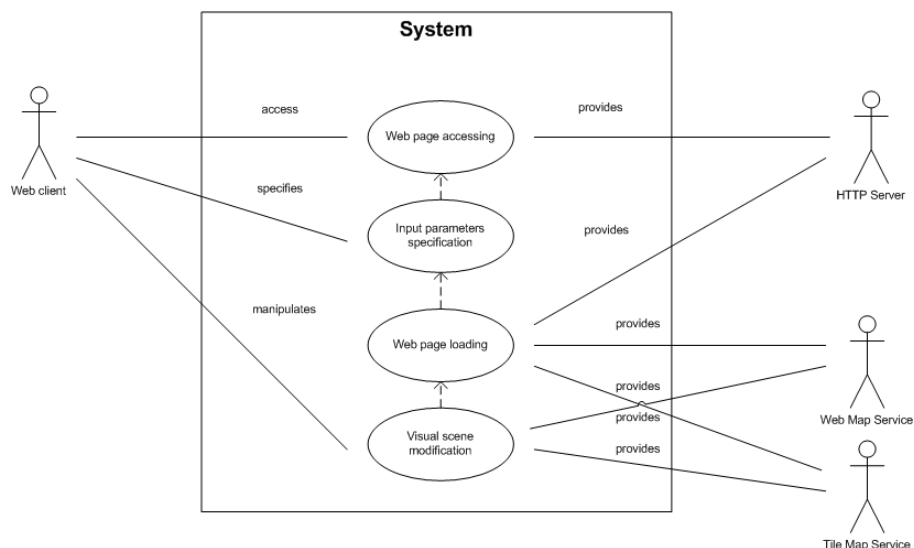 System
access
provides
Web page accessing
Web client
HTTP Server
specifies
Input parameters
specification
provides
manipulates
provides
Web page loading
provides
Web Map Service
provides
Visual scene
modification
provides
Tile Map Service